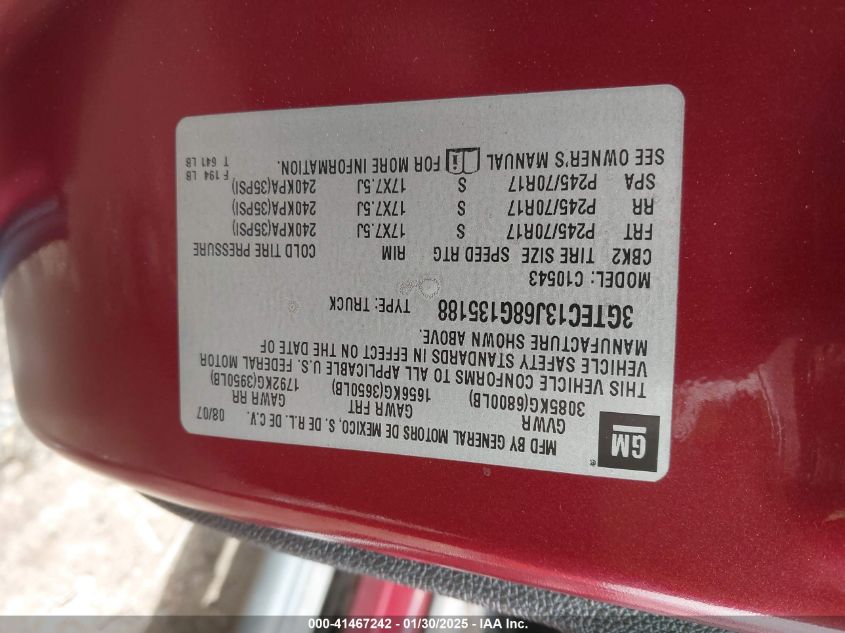 GM
®
MFD BY GENERAL MOTORS DE MEXICO, S. DE R.L. DE C.V.
08/07
GVWR GAWR FRT GAWR RR
3085KG(6800LB) 1656KG(3650LB) 1792KG(3950LB)
THIS VEHICLE CONFORMS TO ALL APPLICABLE U.S. FEDERAL MOTOR
VEHICLE SAFETY STANDARDS IN EFFECT ON THE DATE OF
MANUFACTURE SHOWN ABOVE.
3GTEC13J68G135188 TYPE: TRUCK
MODEL: C10543
CBK2 TIRE SIZE SPEED RTG RIM COLD TIRE PRESSURE
FRT P245/70R17 S 17X7.5J 240KPA(35PSI)
RR P245/70R17 S 17X7.5J 240KPA(35PSI)
SPA P245/70R17 S 17X7.5J 240KPA(35PSI)
SEE OWNER'S MANUAL FOR MORE INFORMATION.
F 194 LB
T 641 LB
000-41467242 - 01/30/2025 - IAA Inc.